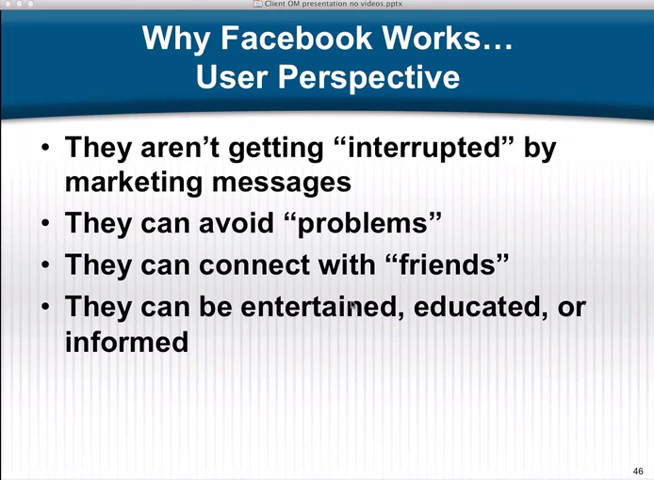 Client OM presentation no videos.pptx
Why Facebook Works…
User Perspective
• They aren’t getting “interrupted” by
marketing messages
• They can avoid “problems”
• They can connect with “friends”
• They can be entertained, educated, or
informed
46